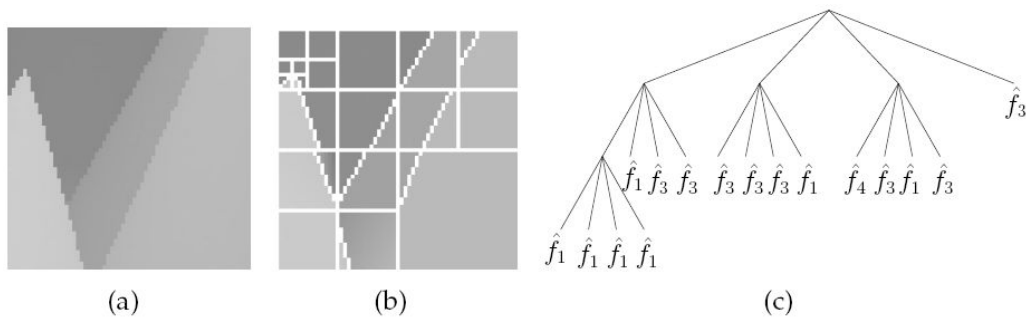 f̂₃
f̂₁ f̂₃ f̂₃ f̂₃ f̂₃ f̂₃ f̂₁ f̂₄ f̂₃ f̂₁ f̂₃
f̂₁ f̂₁ f̂₁ f̂₁
(a) (b) (c)